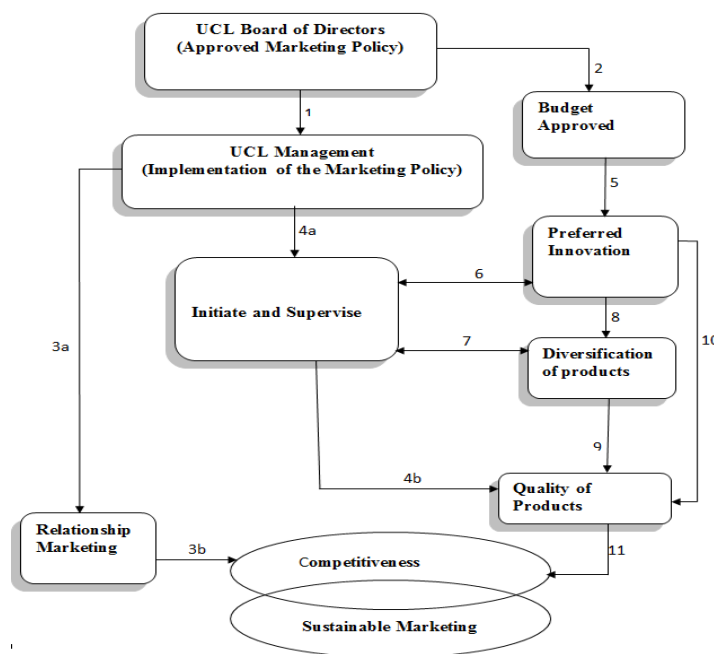 UCL Board of Directors
(Approved Marketing Policy)
2
1
Budget
Approved
UCL Management
(Implementation of the Marketing Policy)
5
4a
Preferred
Innovation
6
Initiate and Supervise
8
3a
7
10
Diversification
of products
9
4b
Quality of
Products
Relationship
Marketing
3b
11
Competitiveness
Sustainable Marketing